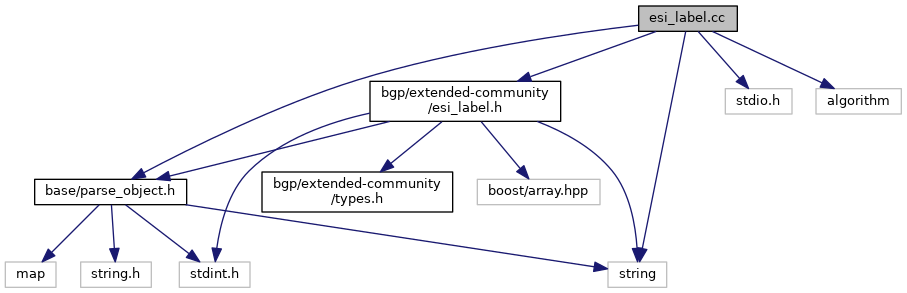 esi_label.cc
bgp/extended-community
/esi_label.h
stdio.h
algorithm
base/parse_object.h
bgp/extended-community
/types.h
boost/array.hpp
map
string.h
stdint.h
string